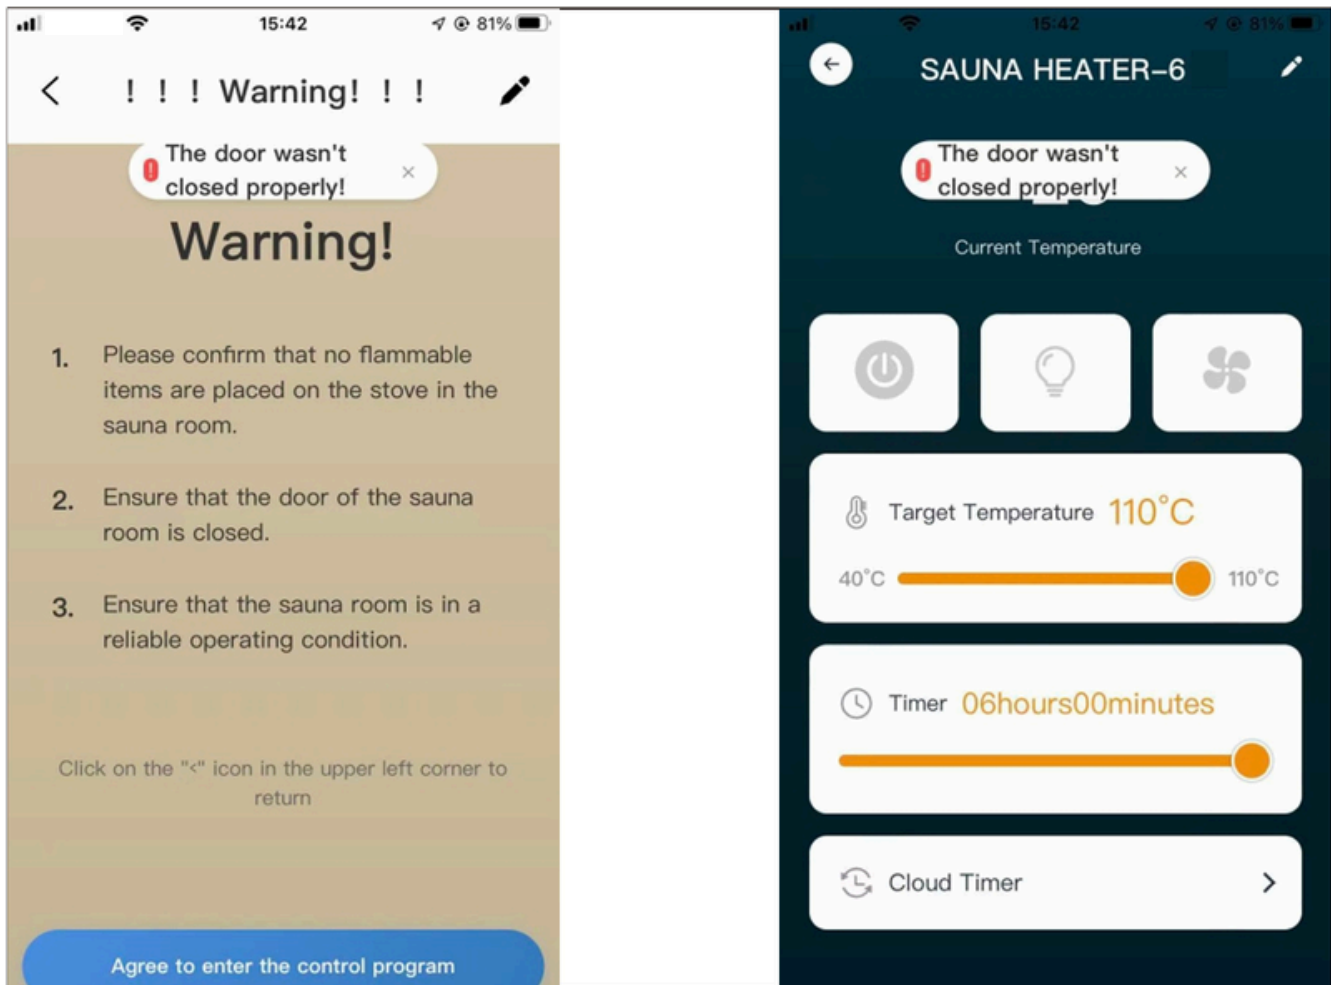 15:42
81%
! ! ! Warning! ! !
The door wasn't
closed properly!
Warning!
1. Please confirm that no flammable
items are placed on the stove in the
sauna room.
2. Ensure that the door of the sauna
room is closed.
3. Ensure that the sauna room is in a
reliable operating condition.
Click on the "<" icon in the upper left corner to
return
Agree to enter the control program
15:42
81%
SAUNA HEATER-6
The door wasn't
closed properly!
Current Temperature
Target Temperature 110°C
40°C 110°C
Timer 06hours00minutes
Cloud Timer